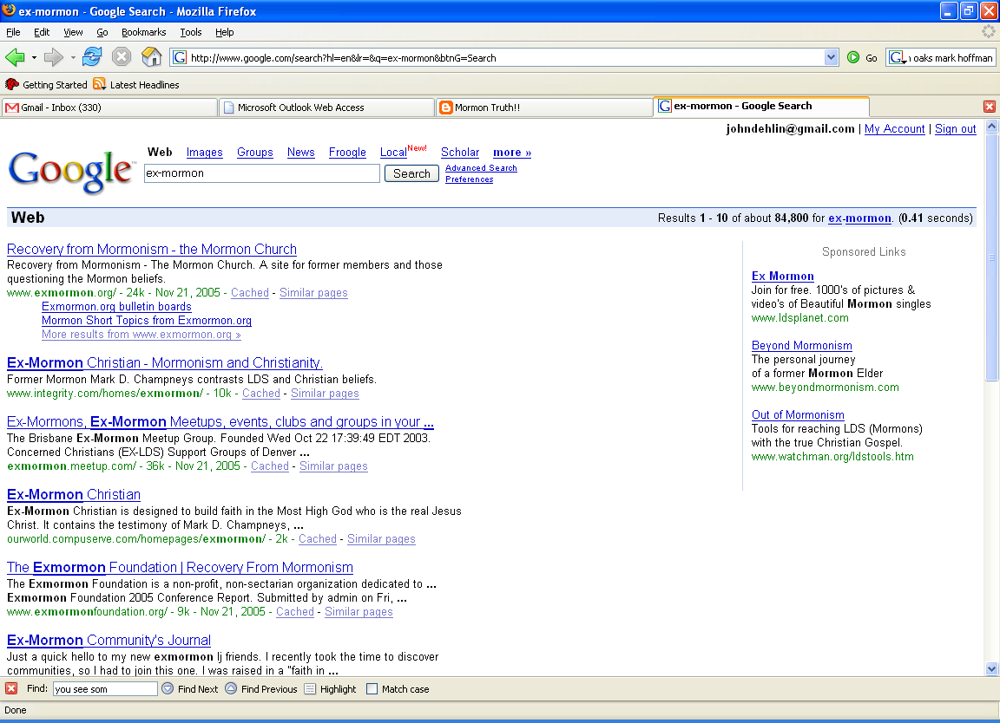 ex-mormon - Google Search - Mozilla Firefox
File Edit View Go Bookmarks Tools Help
http://www.google.com/search?hl=en&lr=&q=ex-mormon&btnG=Search Go oaks mark hoffman
Getting Started Latest Headlines
Gmail - Inbox (330) Microsoft Outlook Web Access Mormon Truth!! ex-mormon - Google Search
johndehlin@gmail.com | My Account | Sign out
Google
Web Images Groups News Froogle Local New! Scholar more »
ex-mormon Search Advanced Search
Preferences
Web Results 1 - 10 of about 84,800 for ex-mormon. (0.41 seconds)
Recovery from Mormonism - the Mormon Church
Recovery from Mormonism - The Mormon Church. A site for former members and those
questioning the Mormon beliefs.
www.exmormon.org/ - 24k - Nov 21, 2005 - Cached - Similar pages
Exmormon.org bulletin boards
Mormon Short Topics from Exmormon.org
More results from www.exmormon.org »
Ex-Mormon Christian - Mormonism and Christianity.
Former Mormon Mark D. Champneys contrasts LDS and Christian beliefs.
www.integrity.com/homes/exmormon/ - 10k - Cached - Similar pages
Ex-Mormons, Ex-Mormon Meetups, events, clubs and groups in your ...
The Brisbane Ex-Mormon Meetup Group. Founded Wed Oct 22 17:39:49 EDT 2003.
Concerned Christians (EX-LDS) Support Groups of Denver ...
exmormon.meetup.com/ - 36k - Nov 21, 2005 - Cached - Similar pages
Ex-Mormon Christian
Ex-Mormon Christian is designed to build faith in the Most High God who is the real Jesus
Christ. It contains the testimony of Mark D. Champneys, ...
ourworld.compuserve.com/homepages/exmormon/ - 2k - Cached - Similar pages
The Exmormon Foundation | Recovery From Mormonism
The Exmormon Foundation is a non-profit, non-sectarian organization dedicated to ...
Exmormon Foundation 2005 Conference Report. Submitted by admin on Fri, ...
www.exmormonfoundation.org/ - 9k - Nov 21, 2005 - Cached - Similar pages
Ex-Mormon Community's Journal
Just a quick hello to my new exmormon lj friends. I recently took the time to discover
communities, so I had to join this one. I was raised in a "faith in ...
Sponsored Links
Ex Mormon
Join for free. 1000's of pictures &
video's of Beautiful Mormon singles
www.ldsplanet.com
Beyond Mormonism
The personal journey
of a former Mormon Elder
www.beyondmormonism.com
Out of Mormonism
Tools for reaching LDS (Mormons)
with the true Christian Gospel.
www.watchman.org/ldstools.htm
Find: you see som Find Next Find Previous Highlight Match case
Done